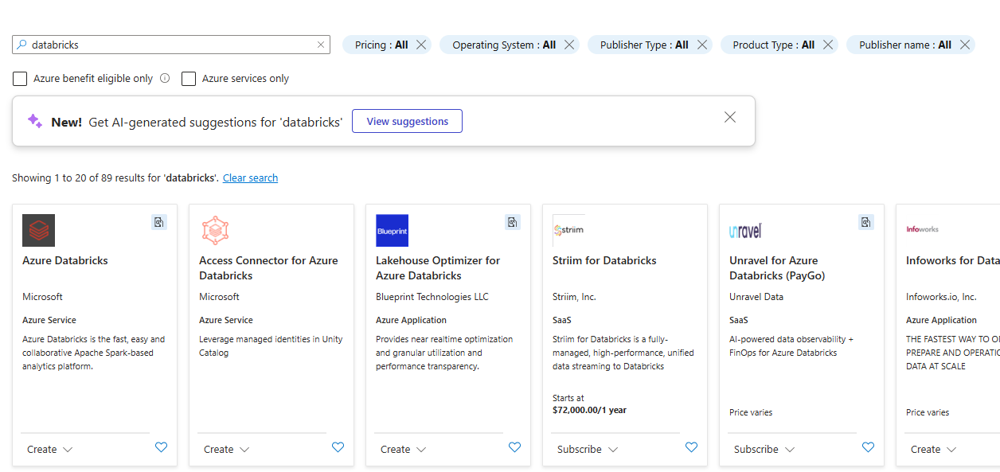 databricks
Pricing : All
Operating System : All
Publisher Type : All
Product Type : All
Publisher name : All
Azure benefit eligible only
Azure services only
New! Get AI-generated suggestions for 'databricks'
View suggestions
Showing 1 to 20 of 89 results for 'databricks'. Clear search
Azure Databricks
Microsoft
Azure Service
Azure Databricks is the fast, easy and
collaborative Apache Spark-based
analytics platform.
Create
Access Connector for Azure
Databricks
Microsoft
Azure Service
Leverage managed identities in Unity
Catalog
Create
Blueprint
Lakehouse Optimizer for
Azure Databricks
Blueprint Technologies LLC
Azure Application
Provides near realtime optimization
and granular utilization and
performance transparency.
Create
striim
Striim for Databricks
Striim, Inc.
SaaS
Striim for Databricks is a fully-
managed, high-performance, unified
data streaming to Databricks
Starts at
$72,000.00/1 year
Subscribe
unravel
Unravel for Azure
Databricks (PayGo)
Unravel Data
SaaS
AI-powered data observability +
FinOps for Azure Databricks
Price varies
Subscribe
Infoworks
Infoworks for Data
Infoworks.io, Inc.
Azure Application
THE FASTEST WAY TO
PREPARE AND
DATA AT SCALE
Price varies
Create